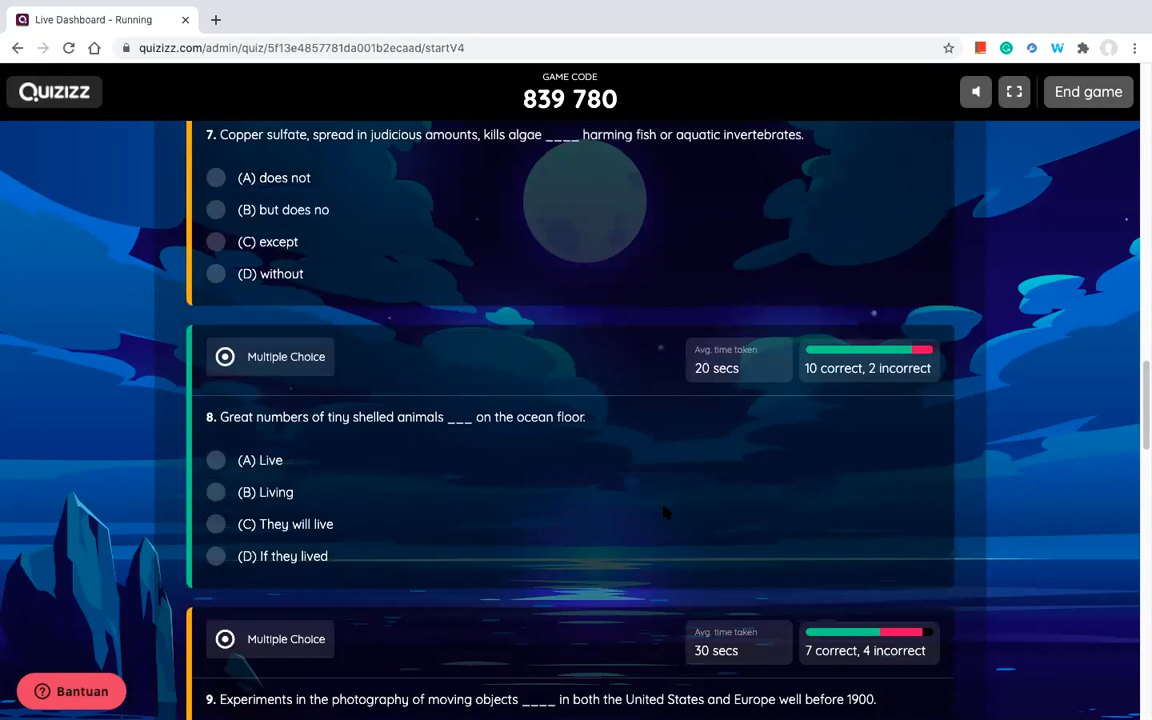 Live Dashboard - Running
quizizz.com/admin/quiz/5f13e4857781da001b2ecaad/startV4
Quizizz
GAME CODE
839 780
End game
7. Copper sulfate, spread in judicious amounts, kills algae ____ harming fish or aquatic invertebrates.
(A) does not
(B) but does no
(C) except
(D) without
Multiple Choice
Avg. time taken
20 secs
10 correct, 2 incorrect
8. Great numbers of tiny shelled animals ___ on the ocean floor.
(A) Live
(B) Living
(C) They will live
(D) If they lived
Multiple Choice
Avg. time taken
30 secs
7 correct, 4 incorrect
Bantuan
9. Experiments in the photography of moving objects ____ in both the United States and Europe well before 1900.